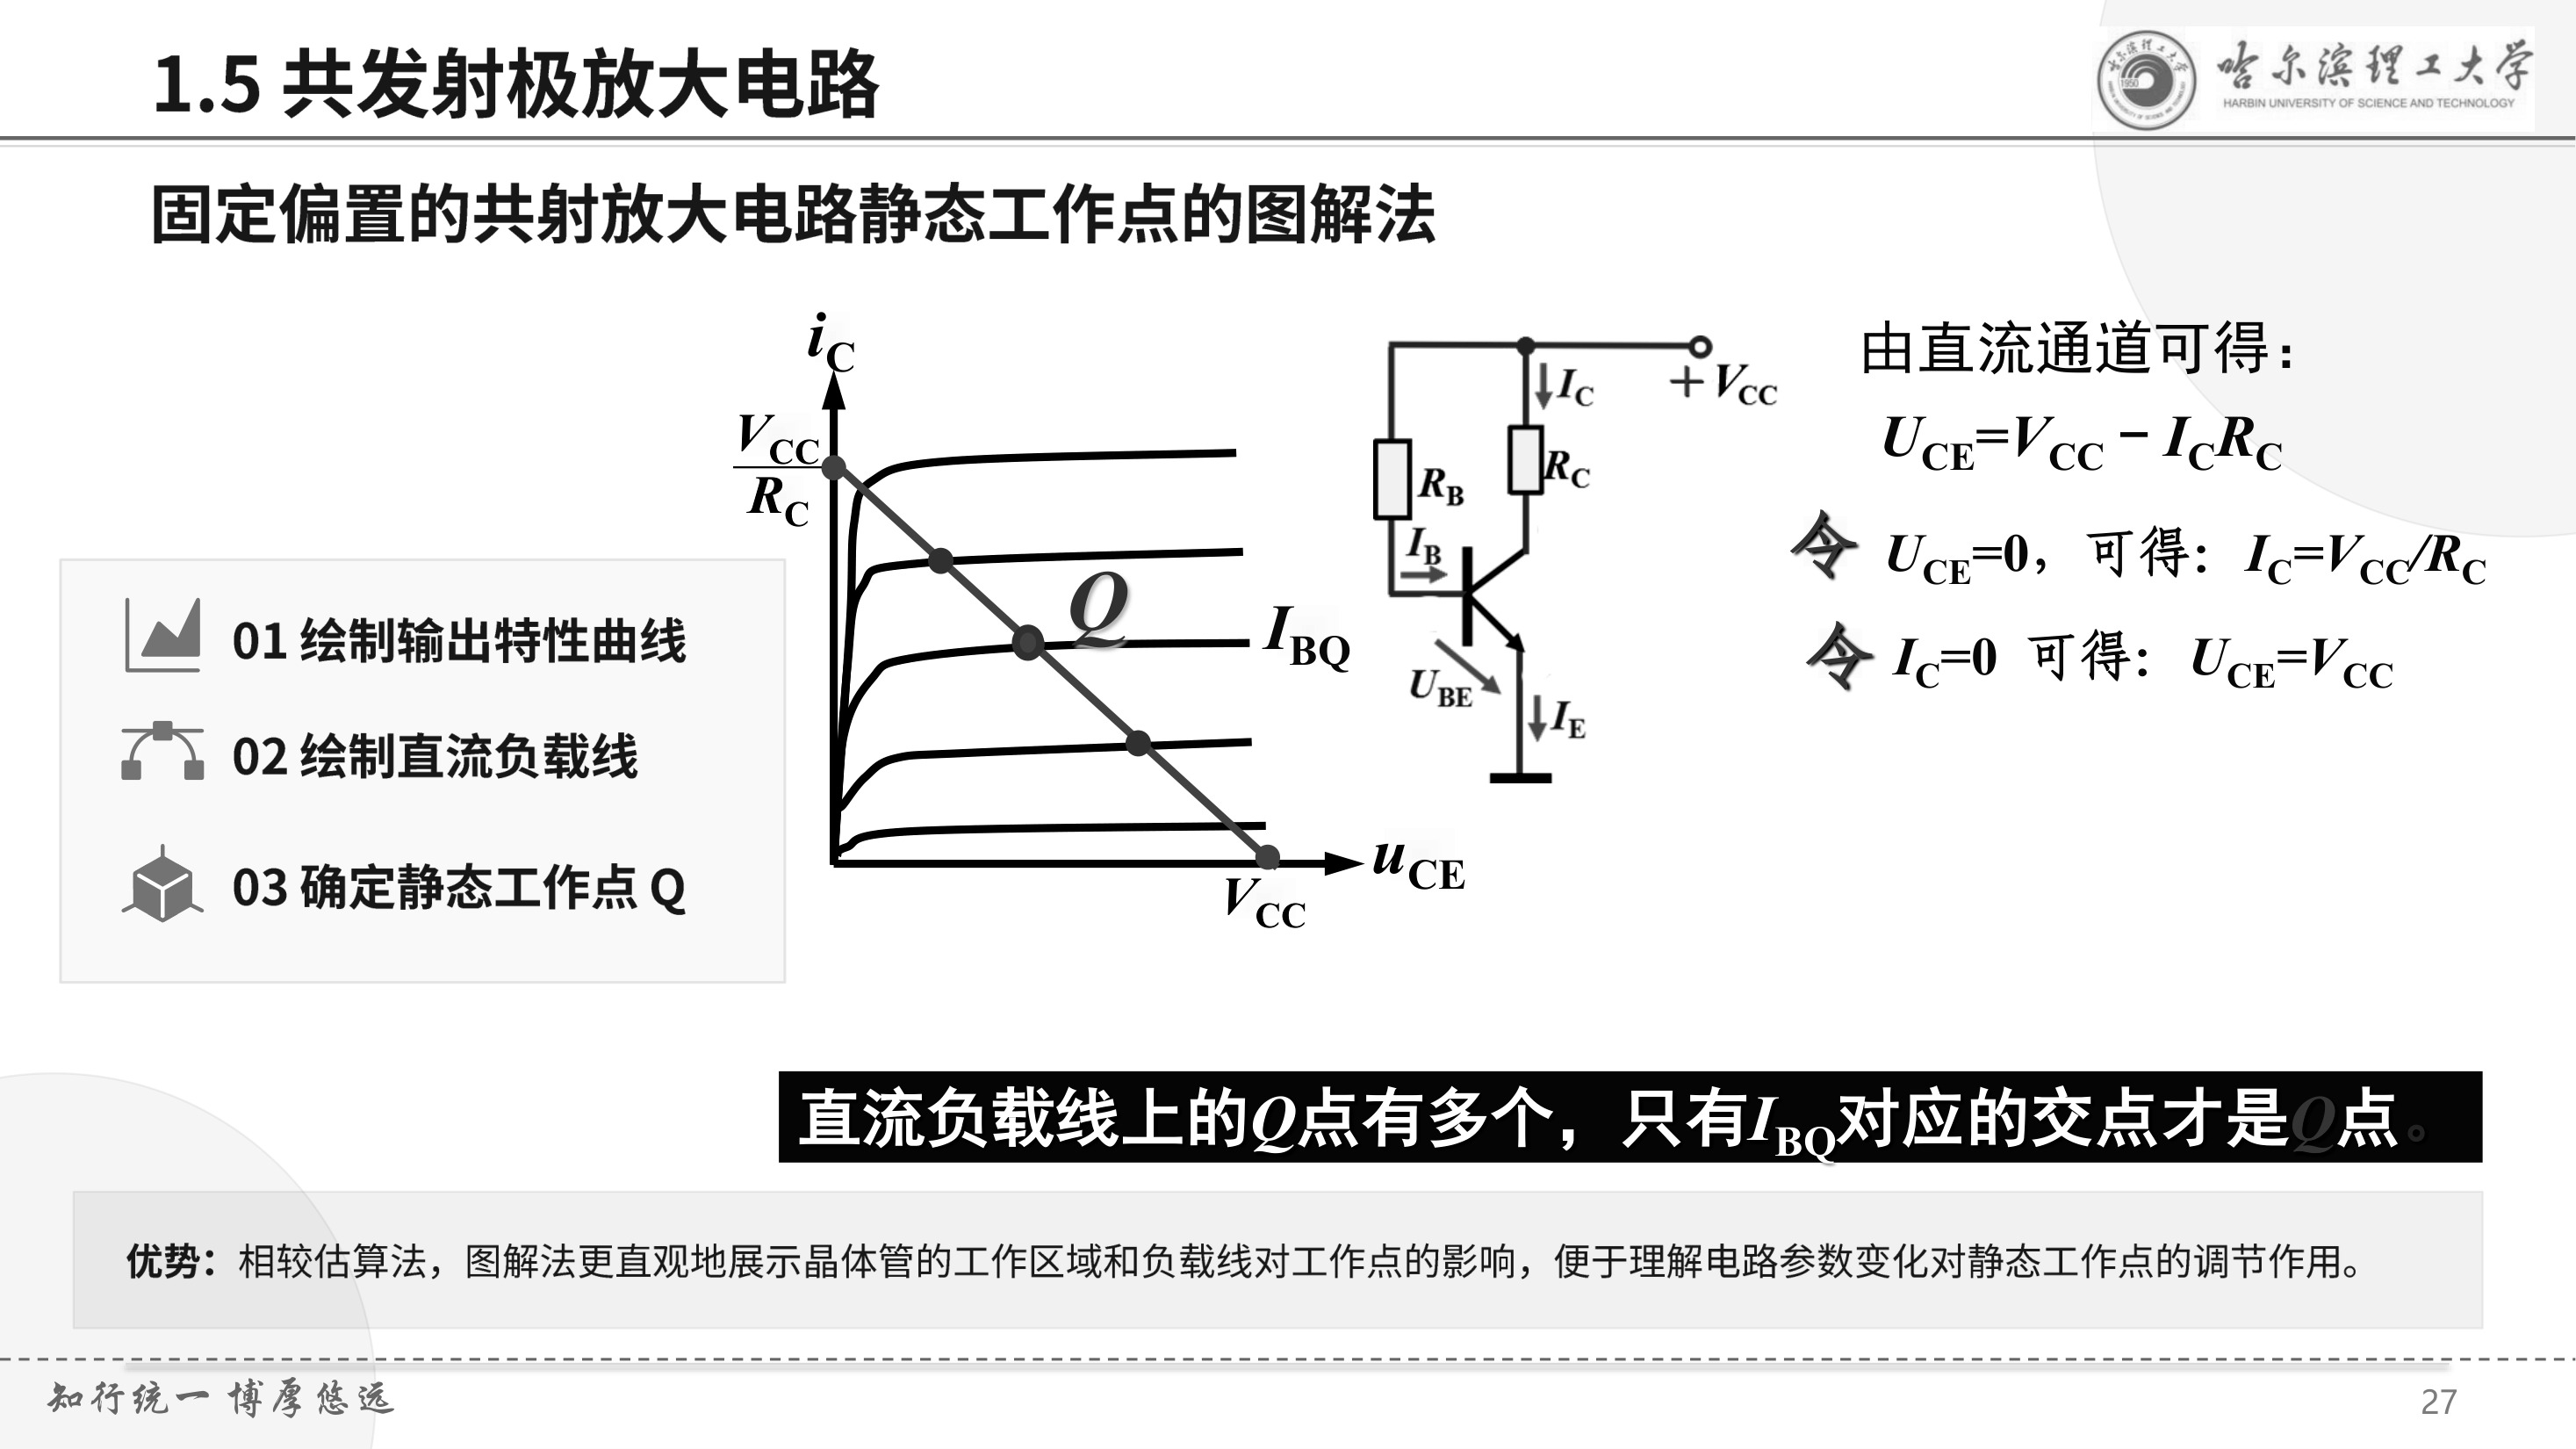 1.5 共发射极放大电路
哈尔滨理工大学
HARBIN UNIVERSITY OF SCIENCE AND TECHNOLOGY
1950
固定偏置的共射放大电路静态工作点的图解法
01 绘制输出特性曲线
02 绘制直流负载线
03 确定静态工作点 Q
iC
VCC
RC
Q
IBQ
uCE
VCC
IC
+VCC
RB
RC
IB
UBE
IE
由直流通道可得：
UCE=VCC－ICRC
令 UCE=0，可得：IC=VCC/RC
令 IC=0 可得：UCE=VCC
直流负载线上的Q点有多个，只有IBQ对应的交点才是Q点。
优势：相较估算法，图解法更直观地展示晶体管的工作区域和负载线对工作点的影响，便于理解电路参数变化对静态工作点的调节作用。
知行统一 博厚悠远
27